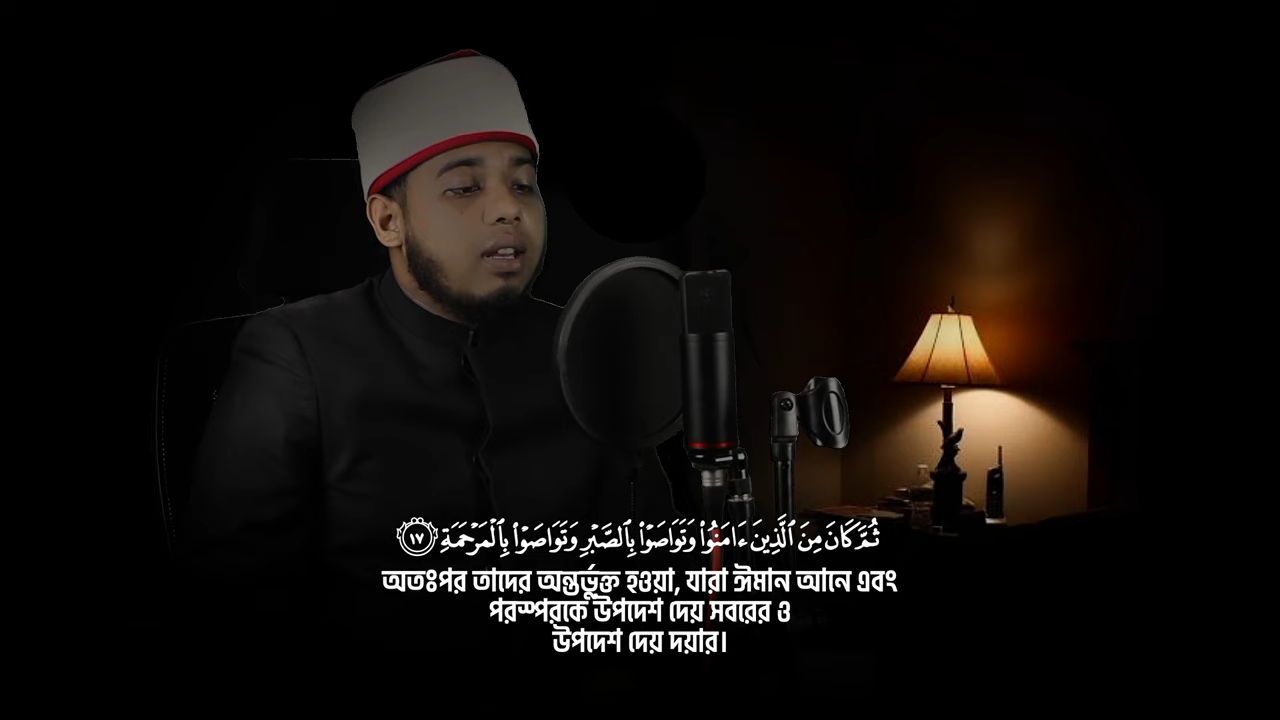 ثُمَّ كَانَ مِنَ ٱلَّذِينَ ءَامَنُوا۟ وَتَوَاصَوْا۟ بِٱلصَّبْرِ وَتَوَاصَوْا۟ بِٱلْمَرْحَمَةِ ١٧
অতঃপর তাদের অন্তর্ভুক্ত হওয়া, যারা ঈমান আনে এবং
পরস্পরকে উপদেশ দেয় সবরের ও
উপদেশ দেয় দয়ার।